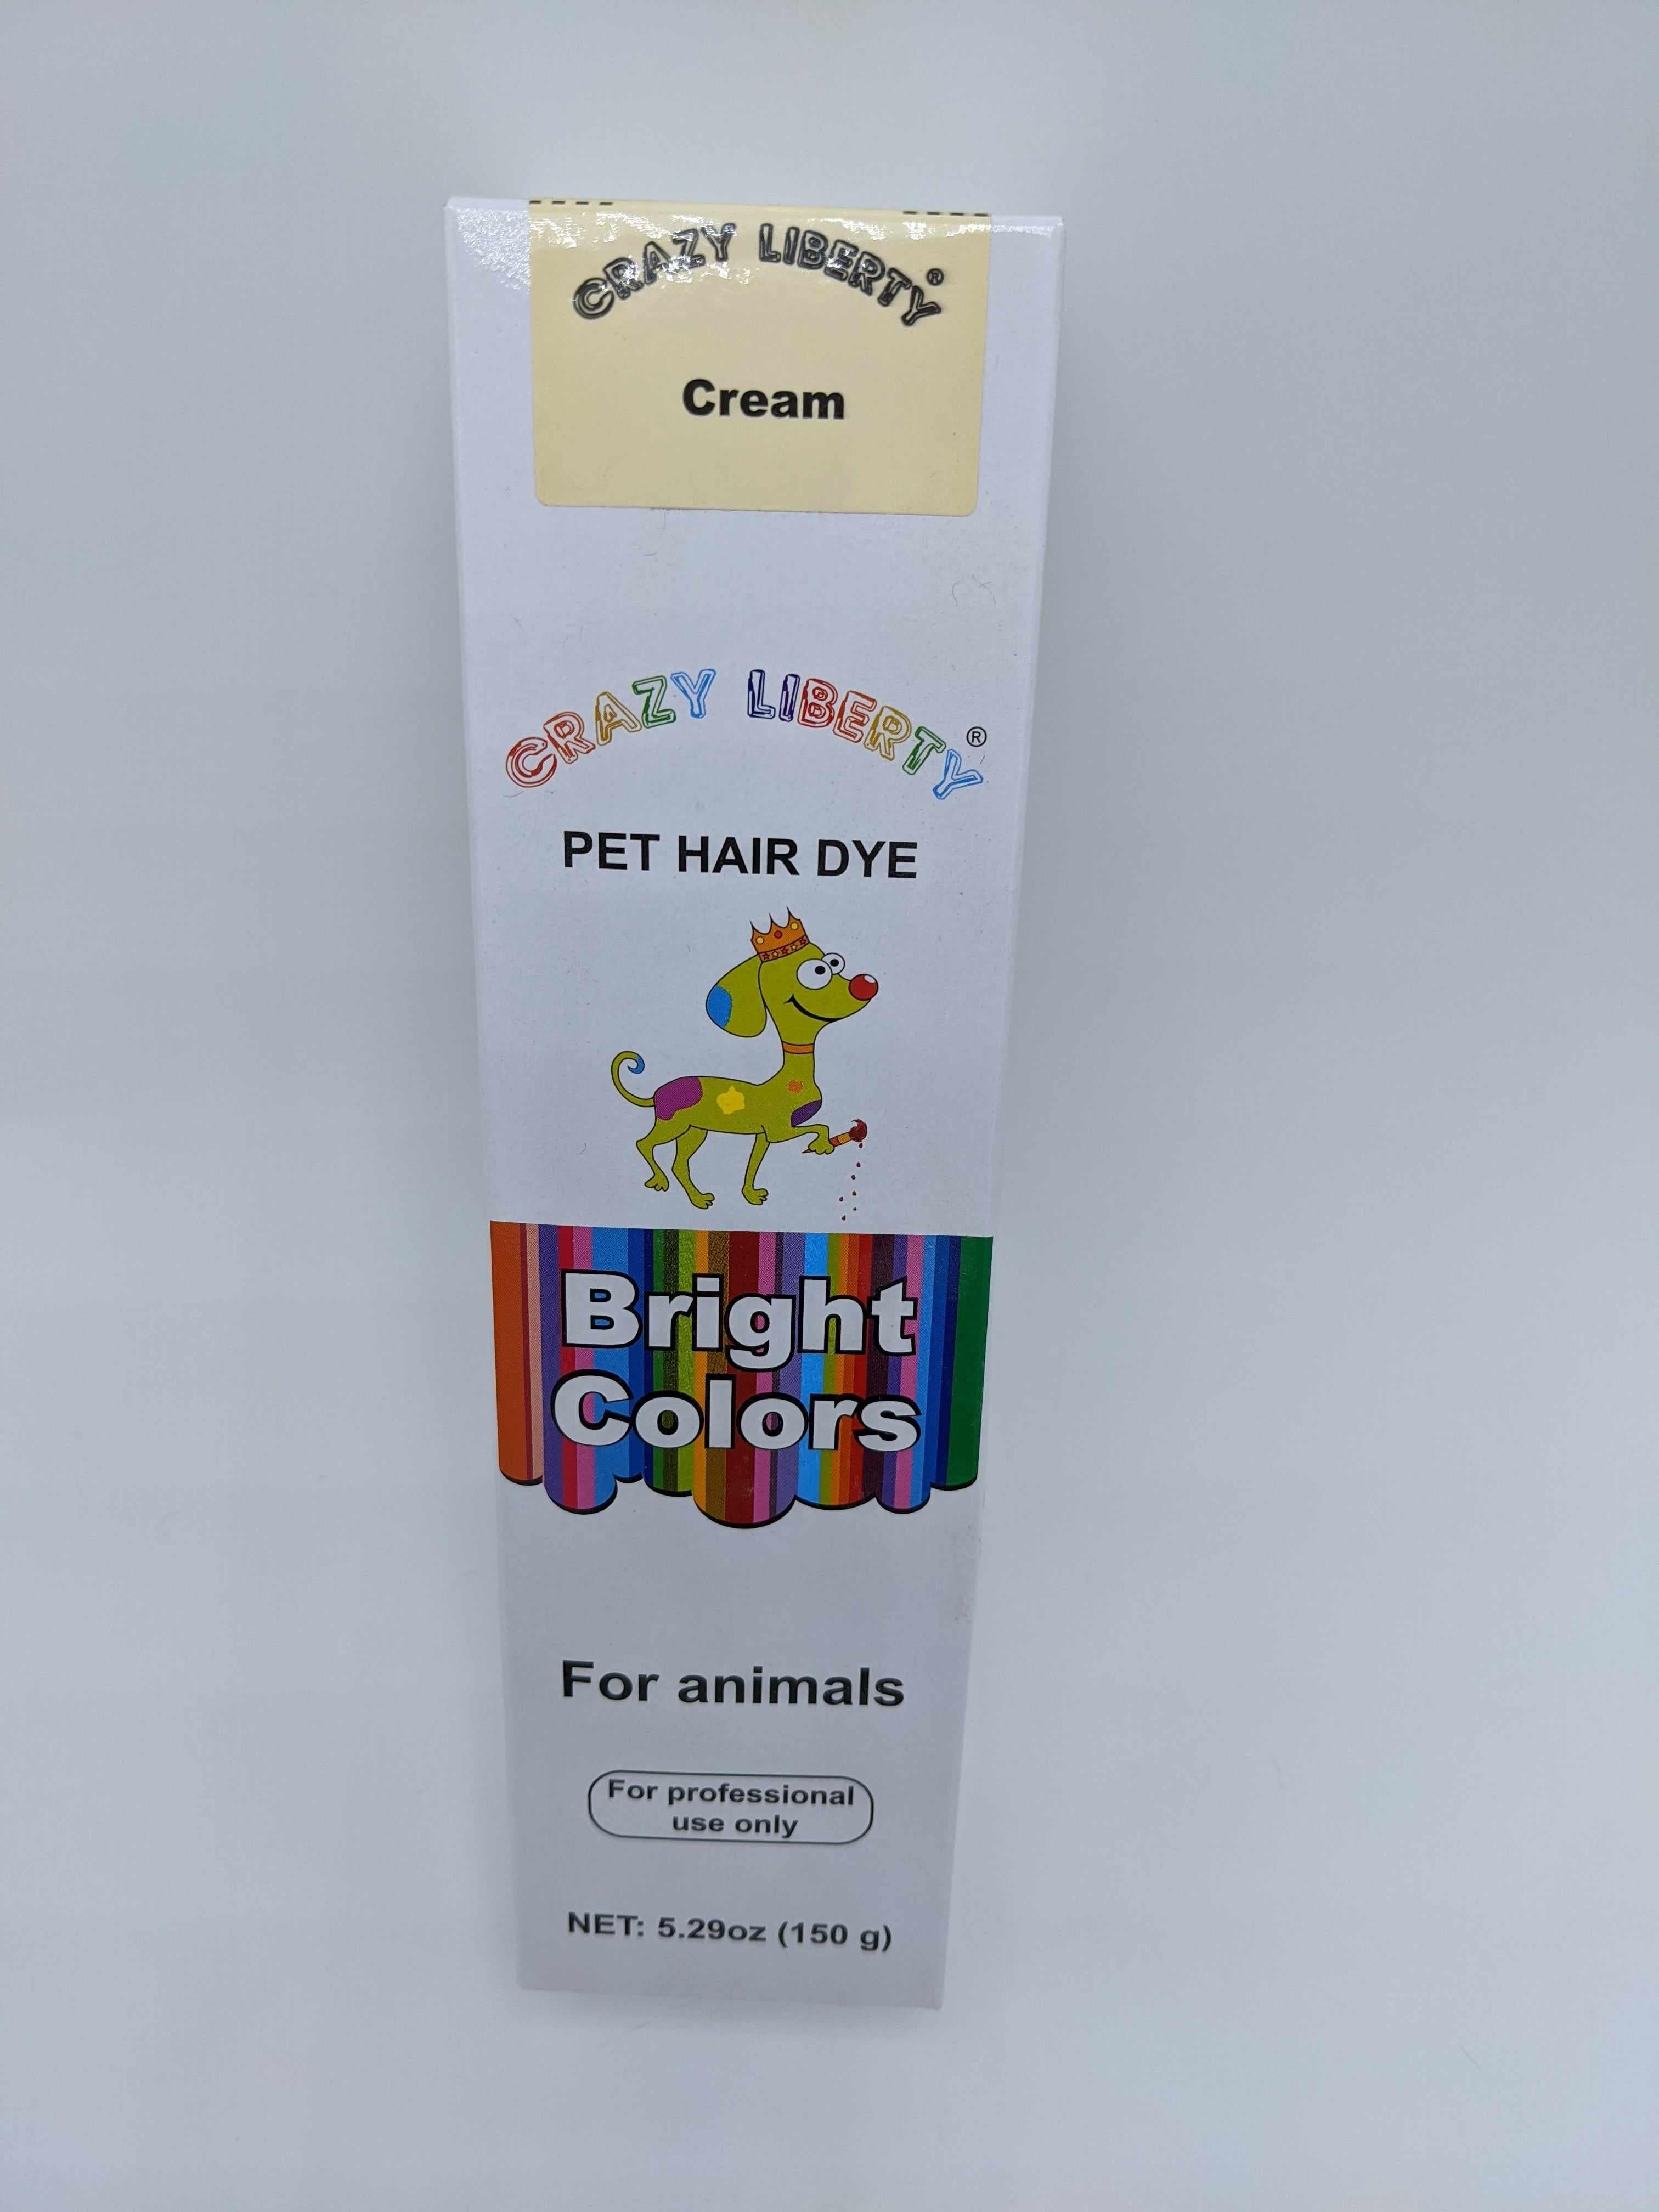 CRAZY LIBERTY®
Cream
CRAZY LIBERTY®
PET HAIR DYE
Bright
Colors
For animals
For professional
use only
NET: 5.29oz (150 g)